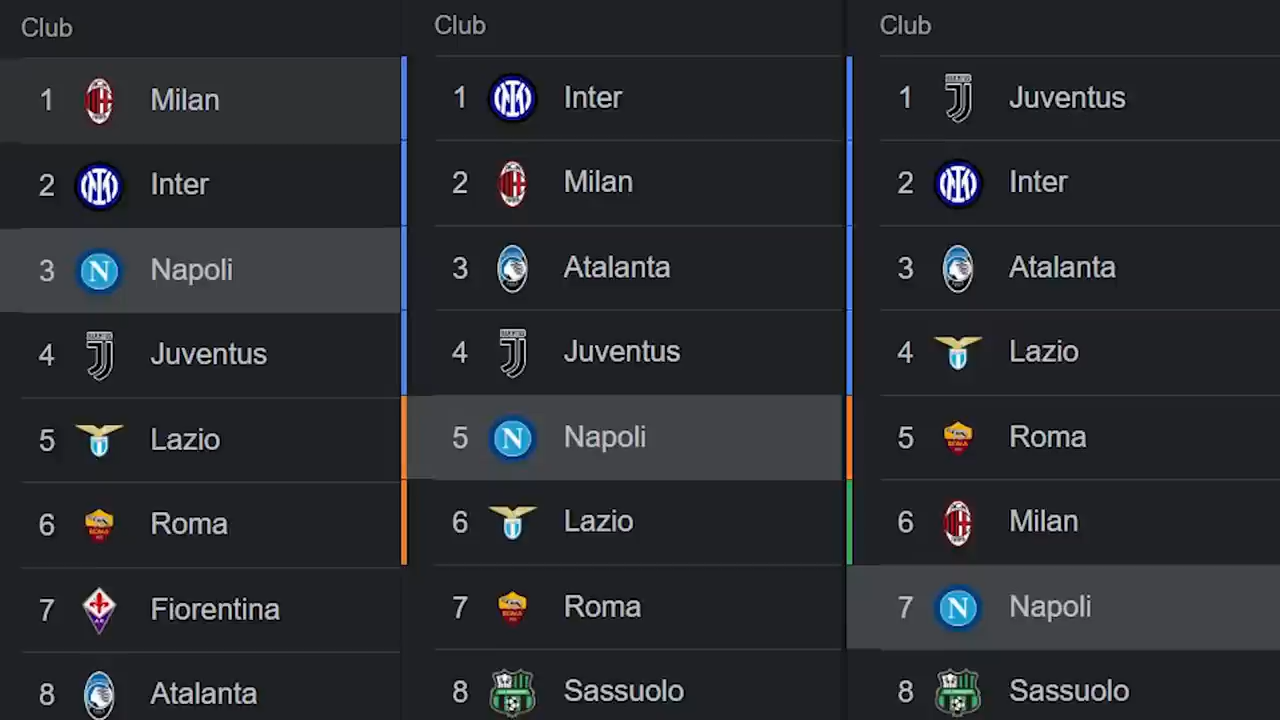 Club
1 Milan
2 Inter
3 Napoli
4 Juventus
5 Lazio
6 Roma
7 Fiorentina
8 Atalanta
Club
1 Inter
2 Milan
3 Atalanta
4 Juventus
5 Napoli
6 Lazio
7 Roma
8 Sassuolo
Club
1 Juventus
2 Inter
3 Atalanta
4 Lazio
5 Roma
6 Milan
7 Napoli
8 Sassuolo